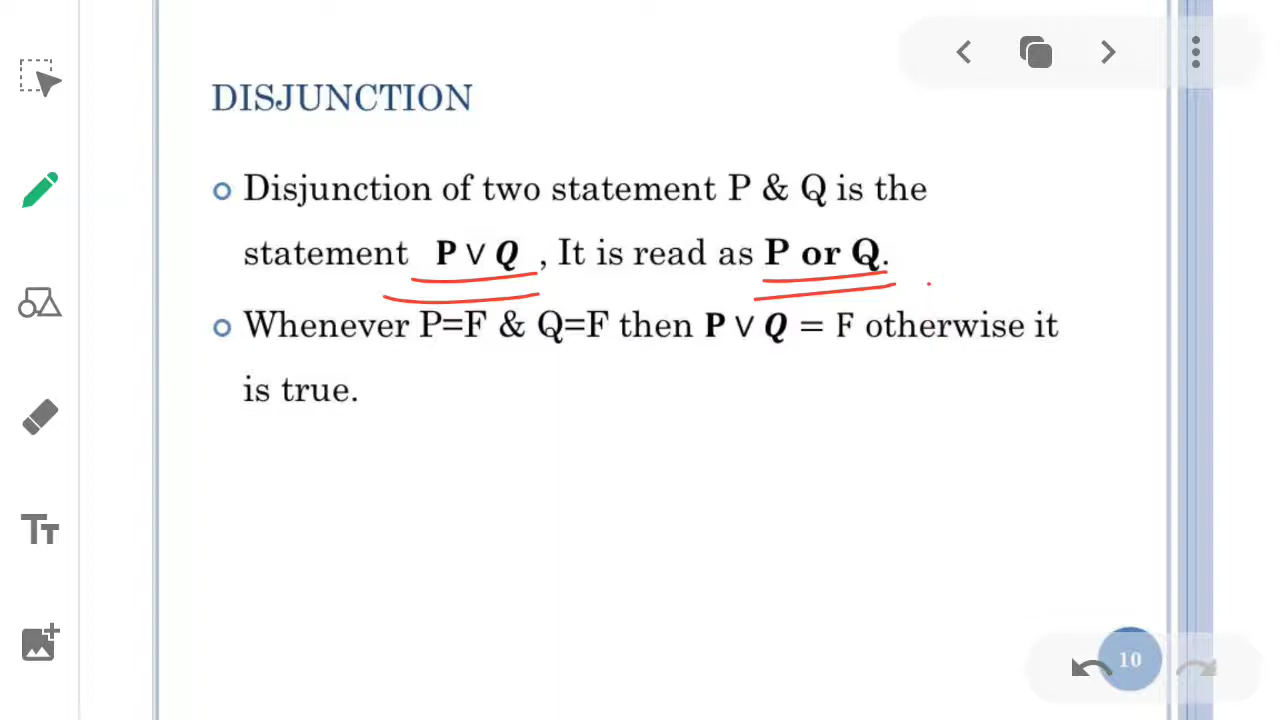 DISJUNCTION
Disjunction of two statement P & Q is the
statement P ∨ Q , It is read as P or Q.
Whenever P=F & Q=F then P ∨ Q = F otherwise it
is true.
Tт
10